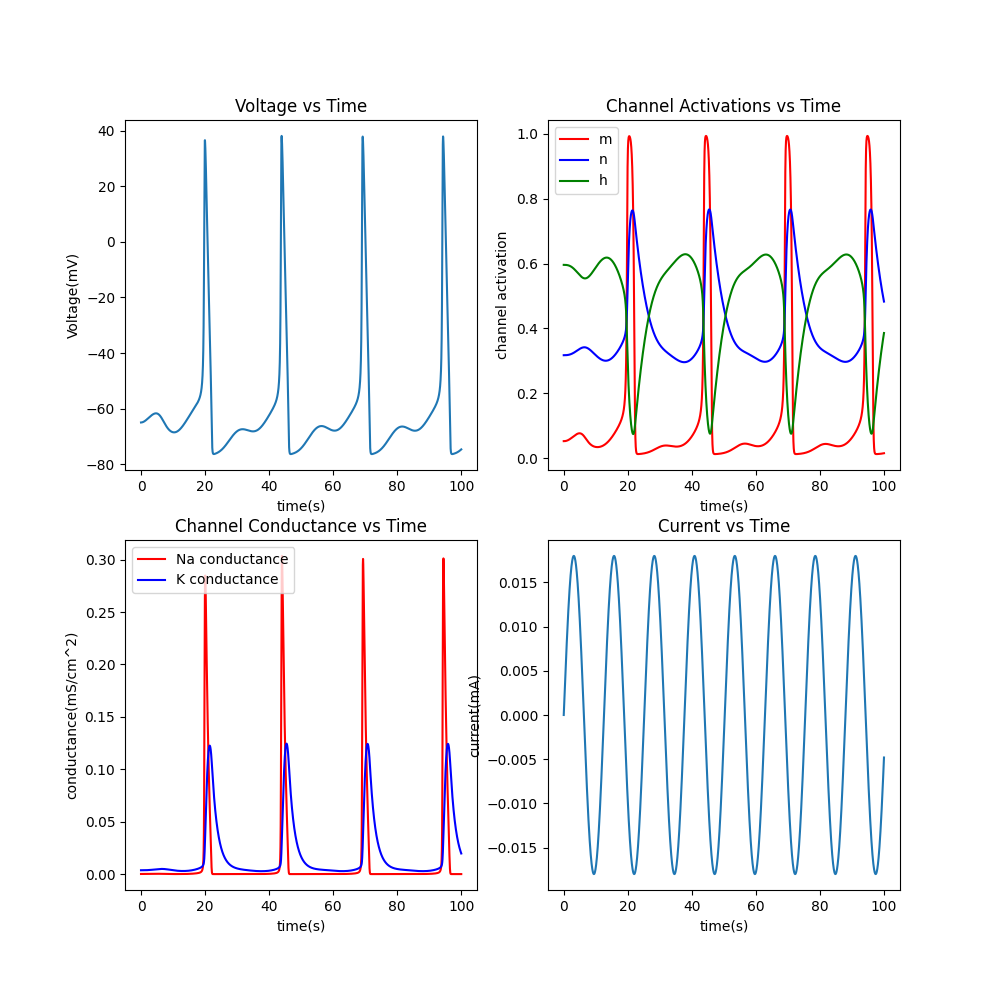 Voltage vs Time
Voltage(mV)
40
20
0
−20
−40
−60
−80
0 20 40 60 80 100
time(s)
Channel Activations vs Time
channel activation
1.0
0.8
0.6
0.4
0.2
0.0
m
n
h
0 20 40 60 80 100
time(s)
Channel Conductance vs Time
conductance(mS/cm^2)
0.30
0.25
0.20
0.15
0.10
0.05
0.00
Na conductance
K conductance
0 20 40 60 80 100
time(s)
Current vs Time
current(mA)
0.015
0.010
0.005
0.000
−0.005
−0.010
−0.015
0 20 40 60 80 100
time(s)